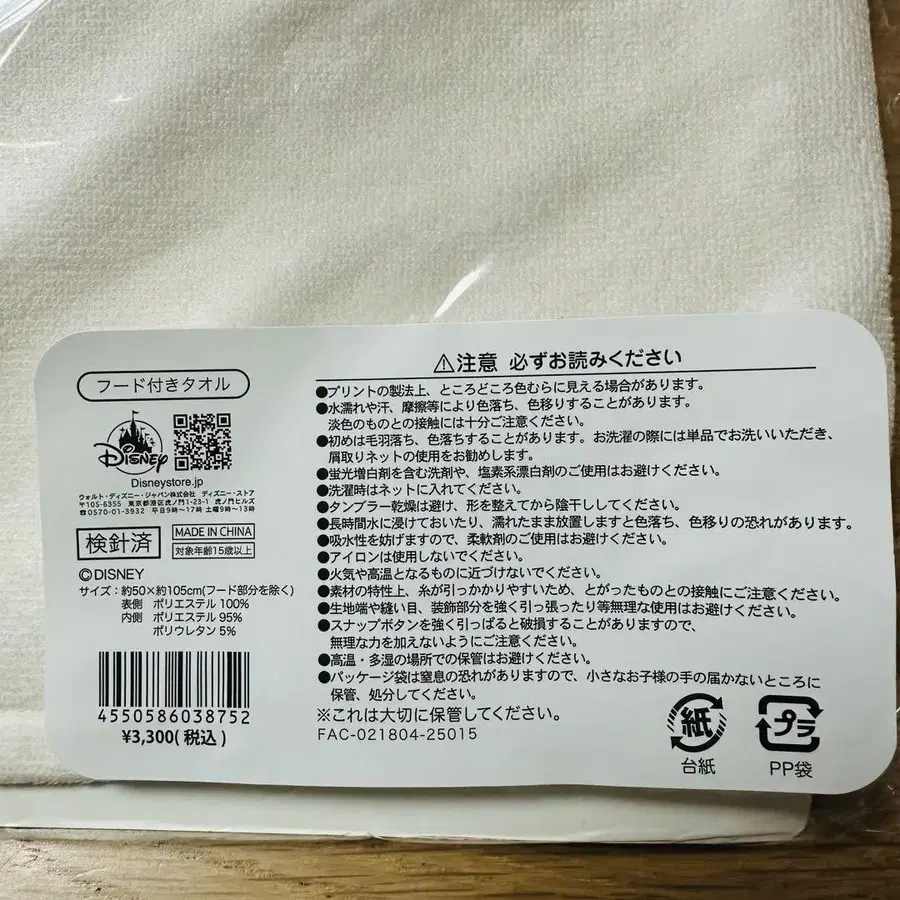 フード付きタオル
Disney
Disneystore.jp
ウォルト・ディズニー・ジャパン株式会社 ディズニー・ストア
〒105-6355 東京都港区虎ノ門1-23-1 虎ノ門ヒルズ
☎0570-01-3932 平日9時〜17時 土曜9時〜13時
検針済
MADE IN CHINA
対象年齢15歳以上
©DISNEY
サイズ：約50×約105cm(フード部分を除く)
表側 ポリエステル 100%
内側 ポリエステル 95%
ポリウレタン 5%
4550586038752
¥3,300(税込)
⚠注意 必ずお読みください
●プリントの製法上、ところどころ色むらに見える場合があります。
●水濡れや汗、摩擦等により色落ち、色移りすることがあります。
淡色のものとの接触には十分ご注意ください。
●初めは毛羽落ち、色落ちすることがあります。お洗濯の際には単品でお洗いいただき、
屑取りネットの使用をお勧めします。
●蛍光増白剤を含む洗剤や、塩素系漂白剤のご使用はお避けください。
●洗濯時はネットに入れてください。
●タンブラー乾燥は避け、形を整えてから陰干ししてください。
●長時間水に浸けておいたり、濡れたまま放置しますと色落ち、色移りの恐れがあります。
●吸水性を妨げますので、柔軟剤のご使用はお避けください。
●アイロンは使用しないでください。
●火気や高温となるものに近づけないでください。
●素材の特性上、糸が引っかかりやすいため、とがったものとの接触にご注意ください。
●生地端や縫い目、装飾部分を強く引っ張ったり等無理な使用はお避けください。
●スナップボタンを強く引っぱると破損することがありますので、
無理な力を加えないようにご注意ください。
●高温・多湿の場所での保管はお避けください。
●パッケージ袋は窒息の恐れがありますので、小さなお子様の手の届かないところに
保管、処分してください。
※これは大切に保管してください。
FAC-021804-25015
紙
台紙
プラ
PP袋